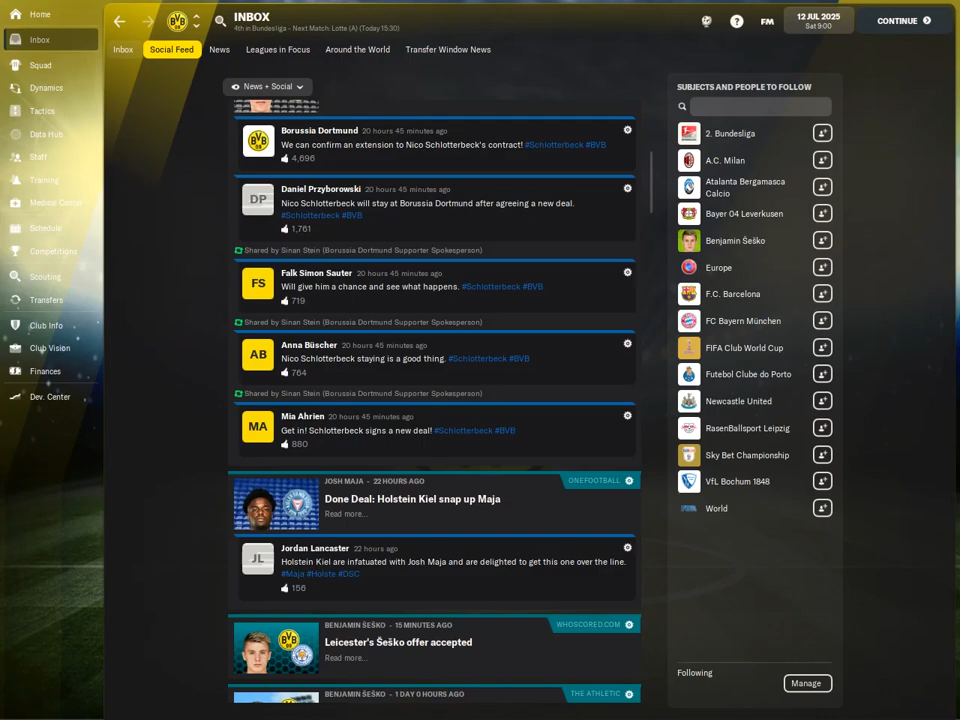 Home
Inbox
Squad
Dynamics
Tactics
Data Hub
Staff
Training
Medical Center
Schedule
Competitions
Scouting
Transfers
Club Info
Club Vision
Finances
Dev. Center
INBOX
4th in Bundesliga - Next Match: Lotte (A) (Today 15:30)
FM
12 JUL 2025
Sat 9:00
CONTINUE
Inbox Social Feed News Leagues in Focus Around the World Transfer Window News
News + Social
Borussia Dortmund 20 hours 45 minutes ago
We can confirm an extension to Nico Schlotterbeck's contract! #Schlotterbeck #BVB
4,696
DP
Daniel Przyborowski 20 hours 45 minutes ago
Nico Schlotterbeck will stay at Borussia Dortmund after agreeing a new deal.
#Schlotterbeck #BVB
1,761
Shared by Sinan Stein (Borussia Dortmund Supporter Spokesperson)
FS
Falk Simon Sauter 20 hours 45 minutes ago
Will give him a chance and see what happens. #Schlotterbeck #BVB
719
Shared by Sinan Stein (Borussia Dortmund Supporter Spokesperson)
AB
Anna Büscher 20 hours 45 minutes ago
Nico Schlotterbeck staying is a good thing. #Schlotterbeck #BVB
764
Shared by Sinan Stein (Borussia Dortmund Supporter Spokesperson)
MA
Mia Ahrien 20 hours 45 minutes ago
Get in! Schlotterbeck signs a new deal! #Schlotterbeck #BVB
880
JOSH MAJA - 22 HOURS AGO
ONEFOOTBALL
Done Deal: Holstein Kiel snap up Maja
Read more...
JL
Jordan Lancaster 22 hours ago
Holstein Kiel are infatuated with Josh Maja and are delighted to get this one over the line.
#Maja #Holste #DSC
156
BENJAMIN ŠEŠKO - 15 MINUTES AGO
WHOSCORED.COM
Leicester's Šeško offer accepted
Read more...
BENJAMIN ŠEŠKO - 1 DAY 0 HOURS AGO
THE ATHLETIC
SUBJECTS AND PEOPLE TO FOLLOW
2. Bundesliga
A.C. Milan
Atalanta Bergamasca
Calcio
Bayer 04 Leverkusen
Benjamin Šeško
Europe
F.C. Barcelona
FC Bayern München
FIFA Club World Cup
Futebol Clube do Porto
Newcastle United
RasenBallsport Leipzig
Sky Bet Championship
VfL Bochum 1848
World
Following
Manage